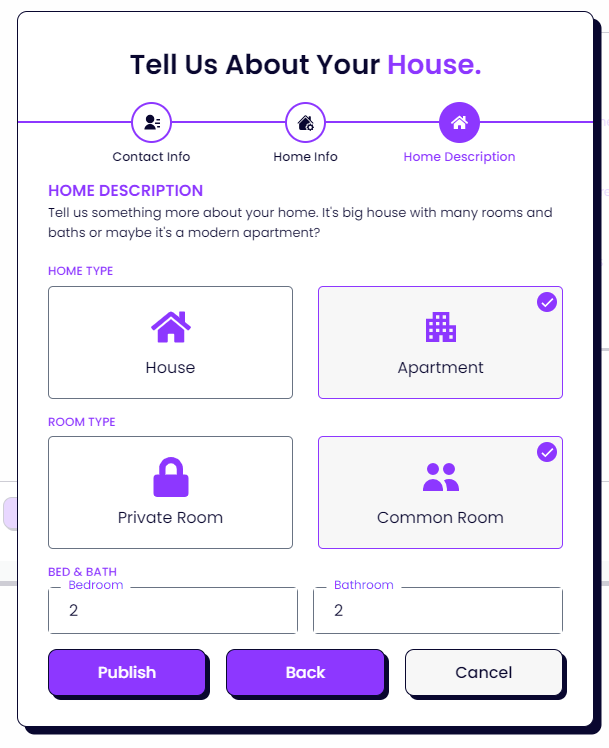 Tell Us About Your House.
Contact Info
Home Info
Home Description
HOME DESCRIPTION
Tell us something more about your home. It's big house with many rooms and
baths or maybe it's a modern apartment?
HOME TYPE
House
Apartment
ROOM TYPE
Private Room
Common Room
BED & BATH
Bedroom
Bathroom
2
2
Publish
Back
Cancel